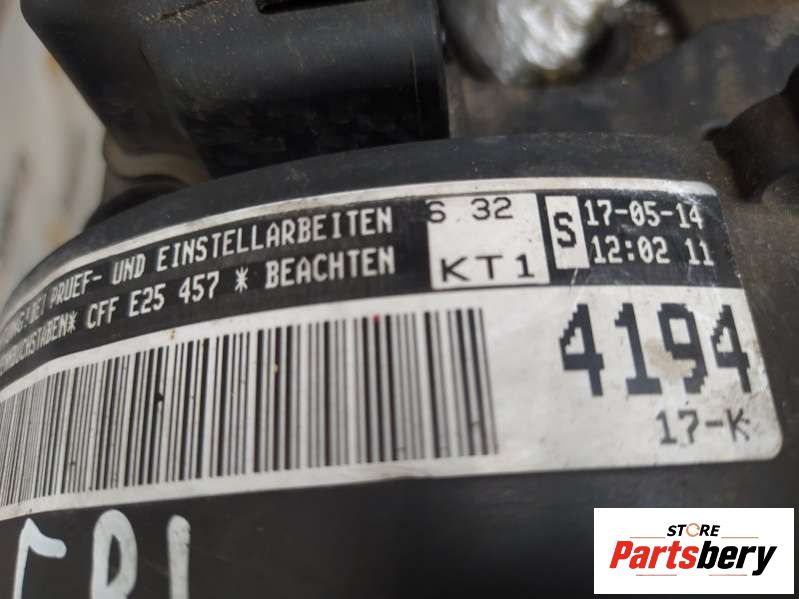 BEI PRUEF- UND EINSTELLARBEITEN
* CFF E25 457 * BEACHTEN
6 32
KT1
S
17-05-14
12:02 11
4194
17-K
STORE
Partsbery